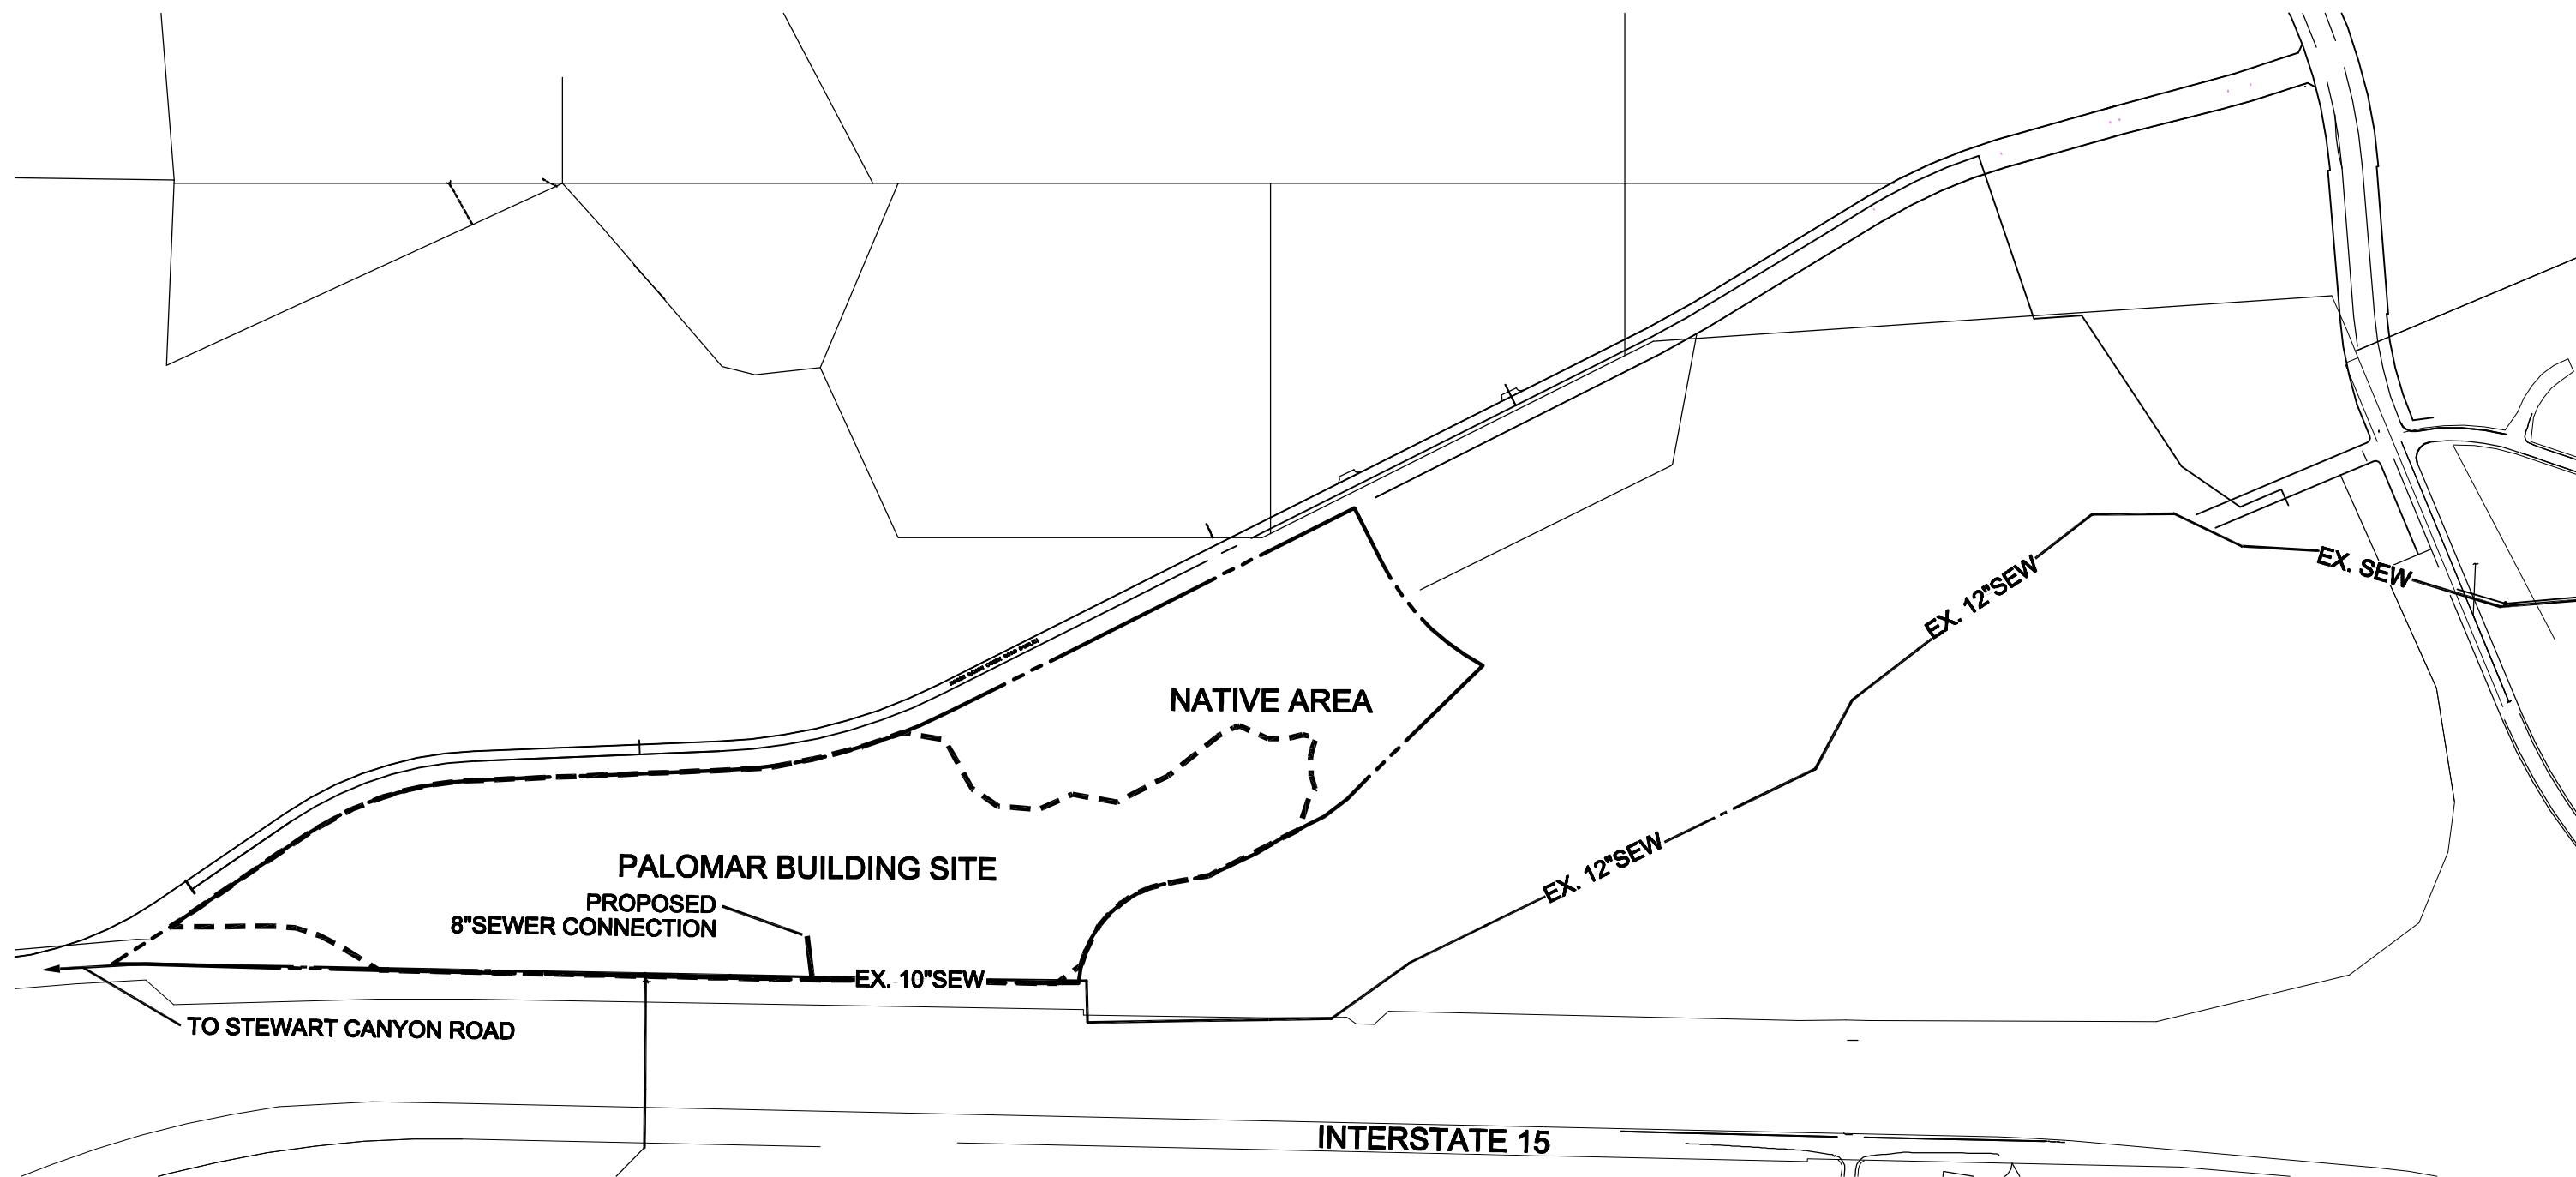 EX. SEW
EX. 12"SEW
NATIVE AREA
EX. 12"SEW
PALOMAR BUILDING SITE
PROPOSED
8"SEWER CONNECTION
EX. 10"SEW
TO STEWART CANYON ROAD
INTERSTATE 15